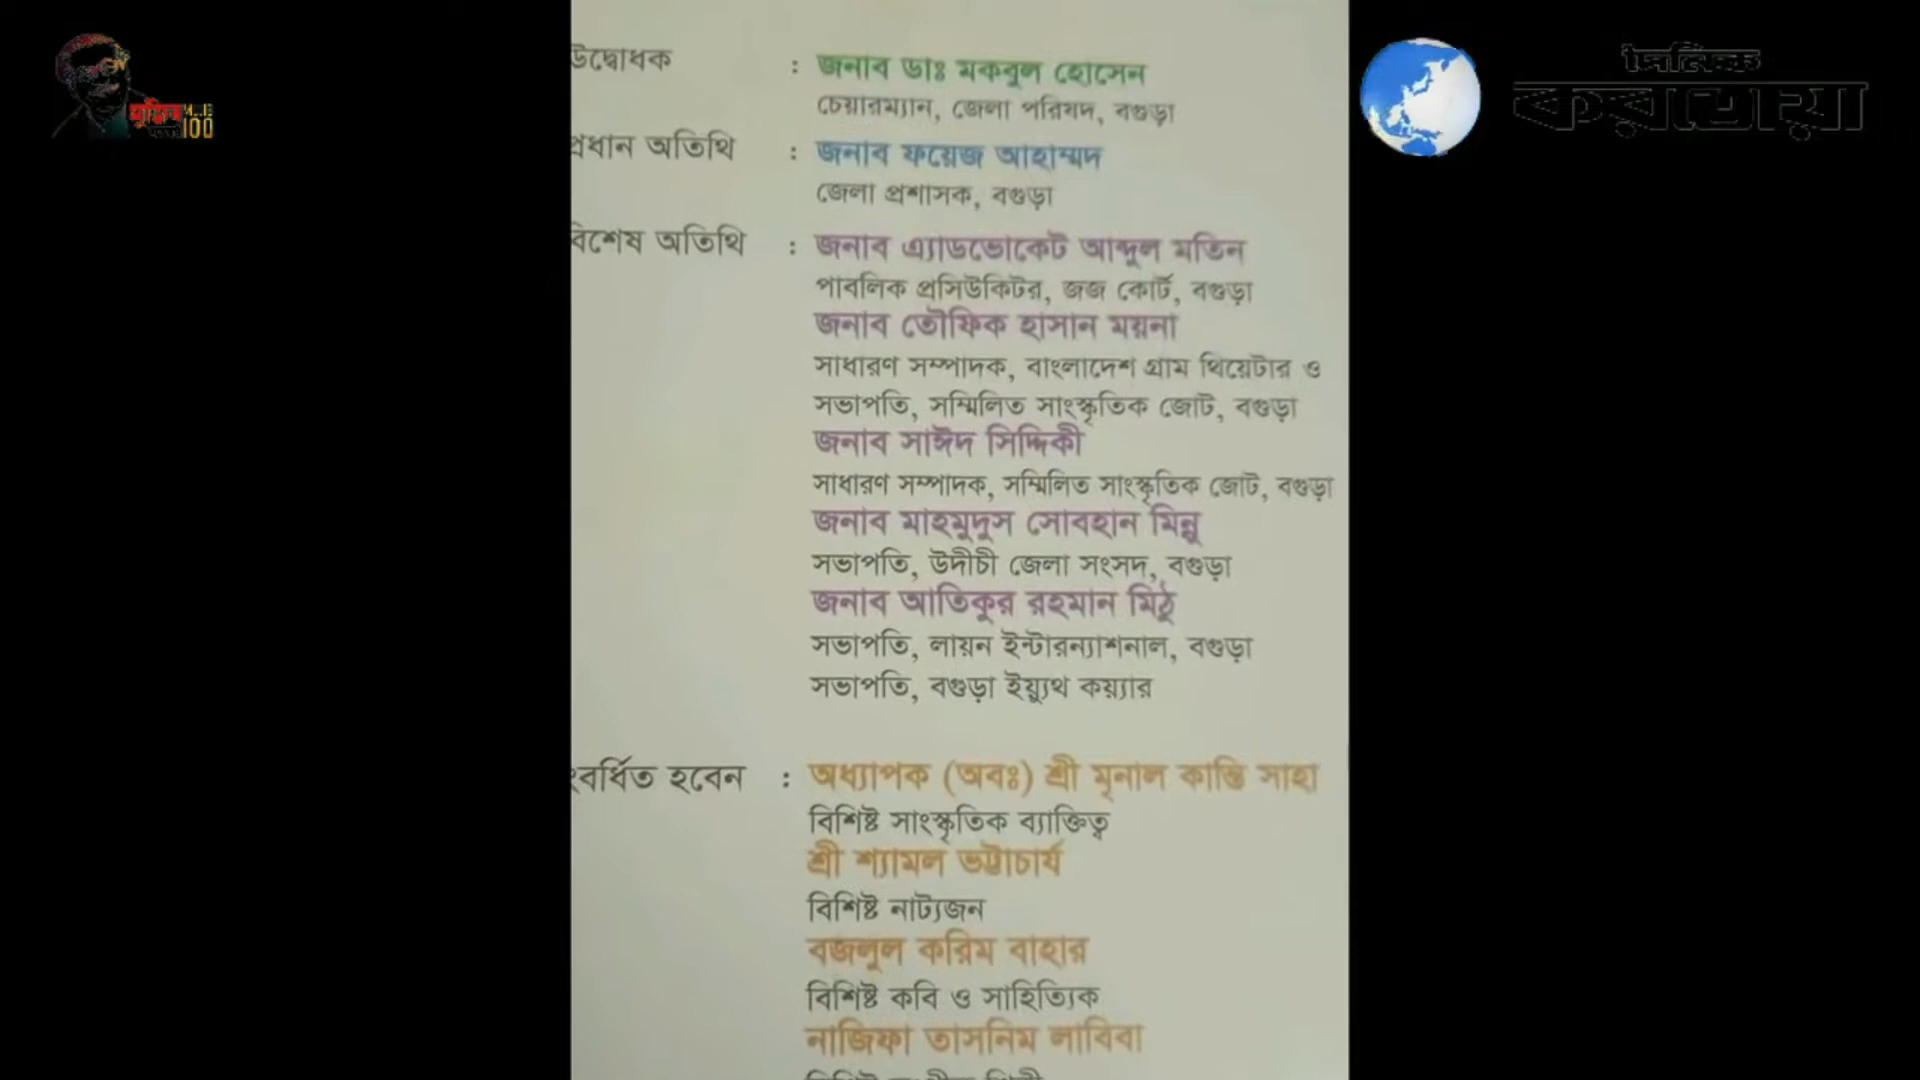 মুজিব
100
দৈনিক
করতোয়া
উদ্বোধক : জনাব ডাঃ মকবুল হোসেন
চেয়ারম্যান, জেলা পরিষদ, বগুড়া
প্রধান অতিথি : জনাব ফয়েজ আহাম্মদ
জেলা প্রশাসক, বগুড়া
বিশেষ অতিথি : জনাব এ্যাডভোকেট আব্দুল মতিন
পাবলিক প্রসিউকিটর, জজ কোর্ট, বগুড়া
জনাব তৌফিক হাসান ময়না
সাধারণ সম্পাদক, বাংলাদেশ গ্রাম থিয়েটার ও
সভাপতি, সম্মিলিত সাংস্কৃতিক জোট, বগুড়া
জনাব সাঈদ সিদ্দিকী
সাধারণ সম্পাদক, সম্মিলিত সাংস্কৃতিক জোট, বগুড়া
জনাব মাহমুদুস সোবহান মিন্নু
সভাপতি, উদীচী জেলা সংসদ, বগুড়া
জনাব আতিকুর রহমান মিঠু
সভাপতি, লায়ন ইন্টারন্যাশনাল, বগুড়া
সভাপতি, বগুড়া ইয়্যুথ কয়্যার
ংবর্ধিত হবেন : অধ্যাপক (অবঃ) শ্রী মৃনাল কান্তি সাহা
বিশিষ্ট সাংস্কৃতিক ব্যাক্তিত্ব
শ্রী শ্যামল ভট্টাচার্য
বিশিষ্ট নাট্যজন
বজলুল করিম বাহার
বিশিষ্ট কবি ও সাহিত্যিক
নাজিফা তাসনিম লাবিবা